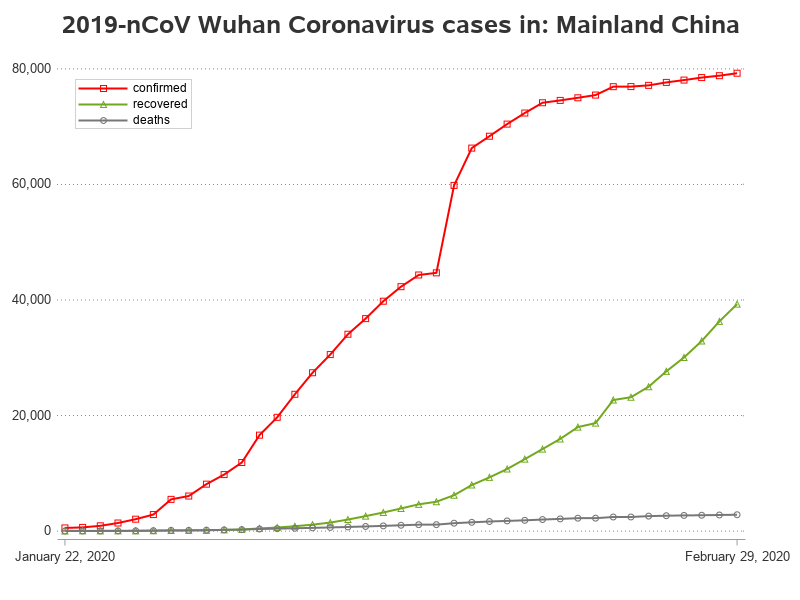 2019-nCoV Wuhan Coronavirus cases in: Mainland China
80,000
confirmed
recovered
deaths
60,000
40,000
20,000
0
January 22, 2020
February 29, 2020